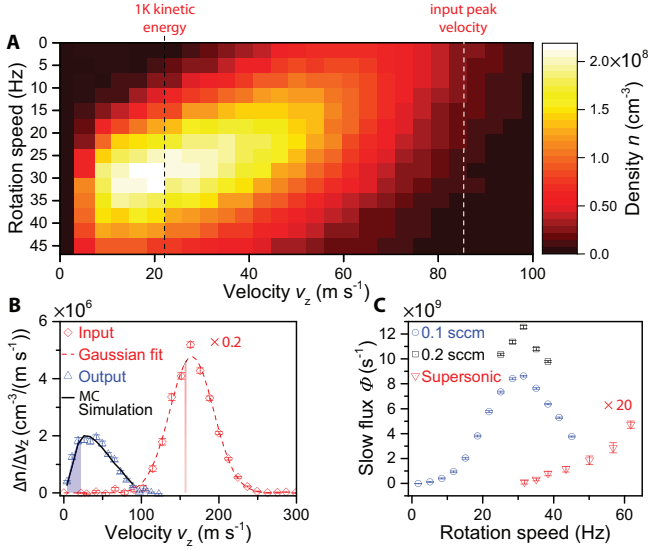 1K kinetic
energy
input peak
velocity
A
Rotation speed (Hz)
0
5
10
15
20
25
30
35
40
45
0
20
40
60
80
100
Velocity v_z (m s⁻¹)
2.0×10⁸
1.5
1.0
0.5
0.0
Density n (cm⁻³)
B
×10⁶
Δn/Δv_z (cm⁻³/(m s⁻¹))
6
4
2
0
Input
Gaussian fit
Output
MC
Simulation
× 0.2
0
100
200
300
Velocity v_z (m s⁻¹)
C
×10⁹
Slow flux Φ (s⁻¹)
12
10
8
6
4
2
0
0.1 sccm
0.2 sccm
Supersonic
× 20
0
20
40
60
Rotation speed (Hz)